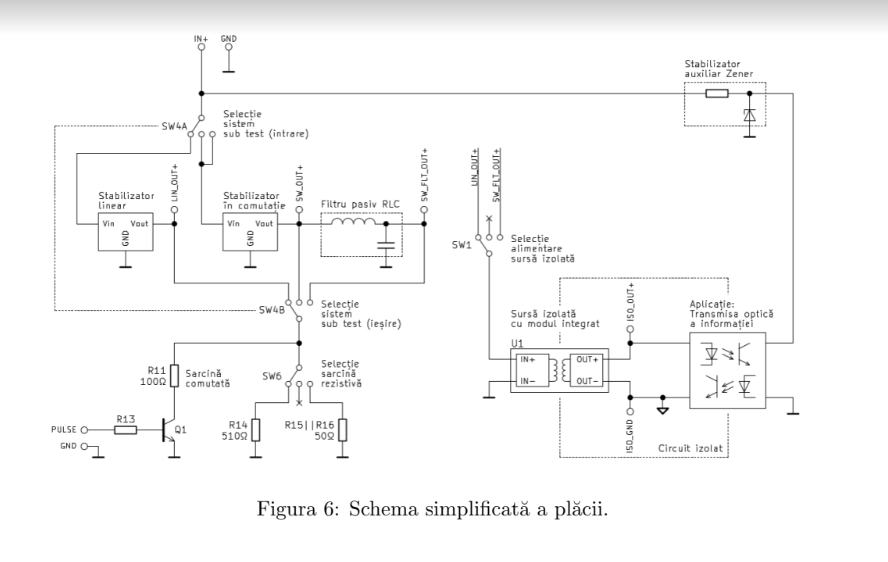 IN+ GND
Stabilizator
auxiliar Zener
SW4A
Selecție
sistem
sub test (intrare)
LIN_OUT+
SW_OUT+
SW_FLT_OUT+
LIN_OUT+
SW_FLT_OUT+
Stabilizator
linear
Vin Vout
GND
Stabilizator
în comutație
Vin Vout
GND
Filtru pasiv RLC
SW1
Selecție
alimentare
sursă izolată
SW4B
Selecție
sistem
sub test (ieșire)
Sursă izolată
cu modul integrat
U1
IN+ OUT+
IN- OUT-
ISO_OUT+
ISO_GND
Aplicație:
Transmisa optică
a informației
Circuit izolat
R11
100Ω
Sarcină
comutată
SW6
Selecție
sarcină
rezistivă
PULSE
GND
R13
Q1
R14
510Ω
R15||R16
50Ω
Figura 6: Schema simplificată a plăcii.